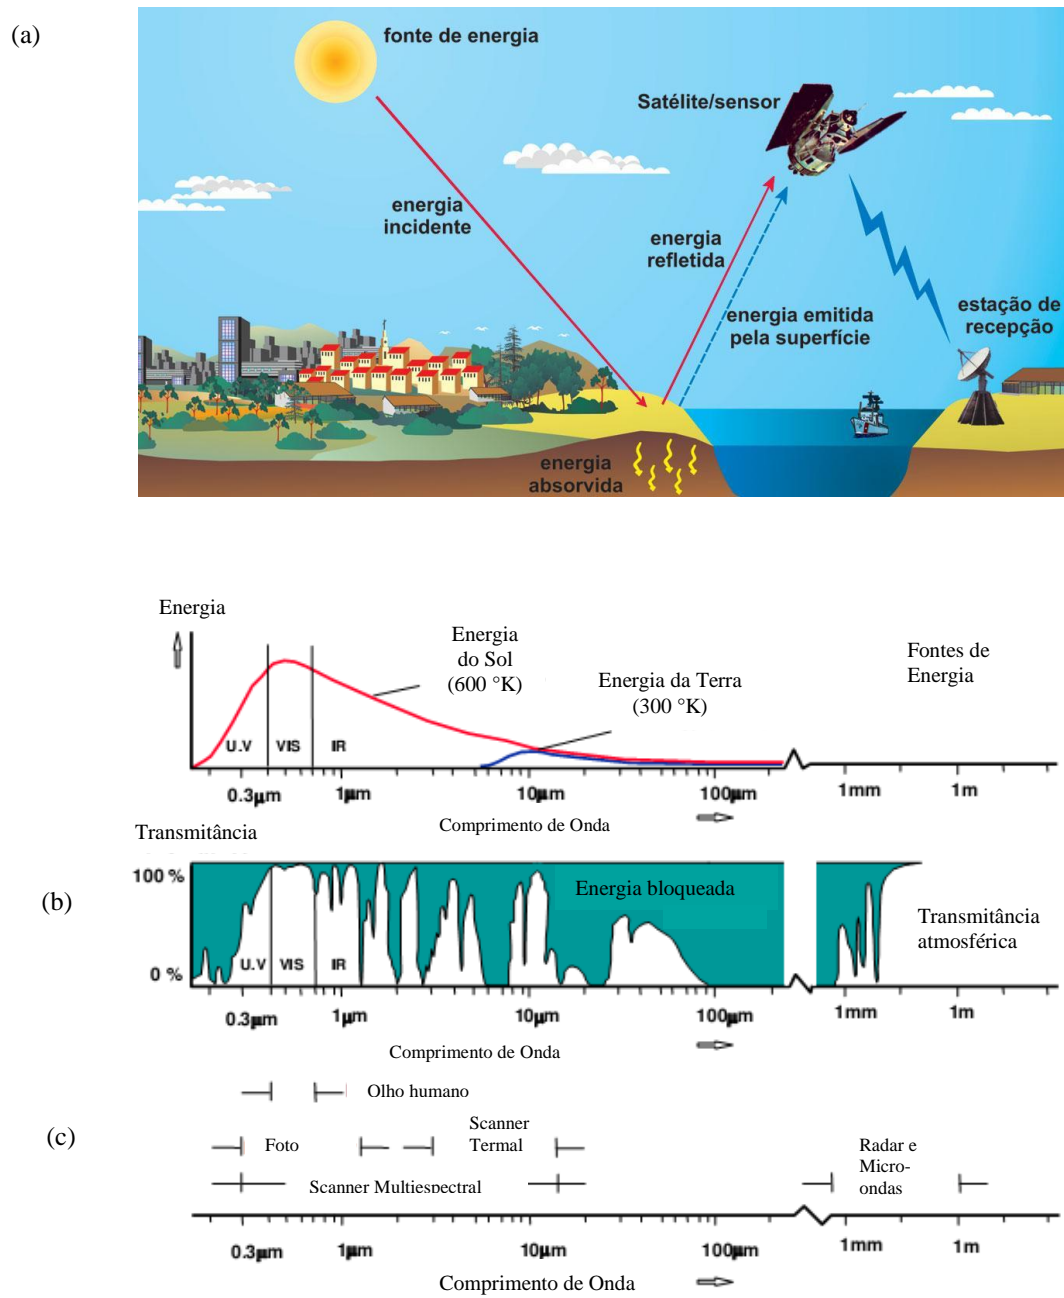 (a)
fonte de energia
Satélite/sensor
energia
incidente
energia
refletida
energia emitida
pela superfície
estação de
recepção
energia
absorvida
Energia
Energia
do Sol
(600 °K)
Energia da Terra
(300 °K)
Fontes de
Energia
U.V VIS IR
0.3µm 1µm 10µm 100µm 1mm 1m
Comprimento de Onda
Transmitância
(b)
100 %
Energia bloqueada
Transmitância
atmosférica
0 %
U.V VIS IR
0.3µm 1µm 10µm 100µm 1mm 1m
Comprimento de Onda
Olho humano
(c)
Foto
Scanner
Termal
Radar e
Micro-
ondas
Scanner Multiespectral
0.3µm 1µm 10µm 100µm 1mm 1m
Comprimento de Onda